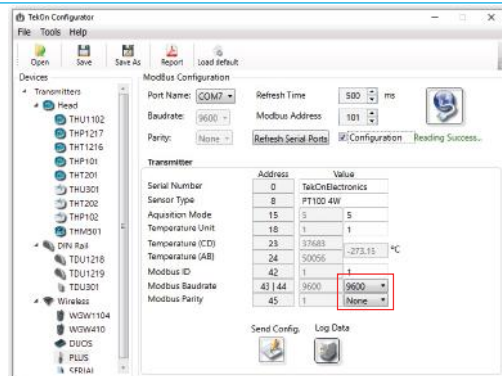 TekOn Configurator
File Tools Help
Open Save Save As Report Load default
Devices
Transmitters
Head
THU1102
THP1217
THT1216
THP101
THT201
THU301
THT202
THP102
THM501
DIN Rail
TDU1218
TDU1219
TDU301
Wireless
WGW1104
WGW410
DUOS
PLUS
SERIAL
ModBus Configuration
Port Name: COM7 Refresh Time 500 ms
Baudrate: 9600 Modbus Address 101
Parity: None Refresh Serial Ports Configuration Reading Success..
Transmitter
Address Value
Serial Number 0 TekOnElectronics
Sensor Type 8 PT100 4W
Aquisition Mode 15 5 5
Temperature Unit 18 1 1
Temperature (CD) 23 37683 -273.15 °C
Temperature (AB) 24 50056
Modbus ID 42 1 1
Modbus Baudrate 43 | 44 9600 9600
Modbus Parity 45 1 None
Send Config. Log Data